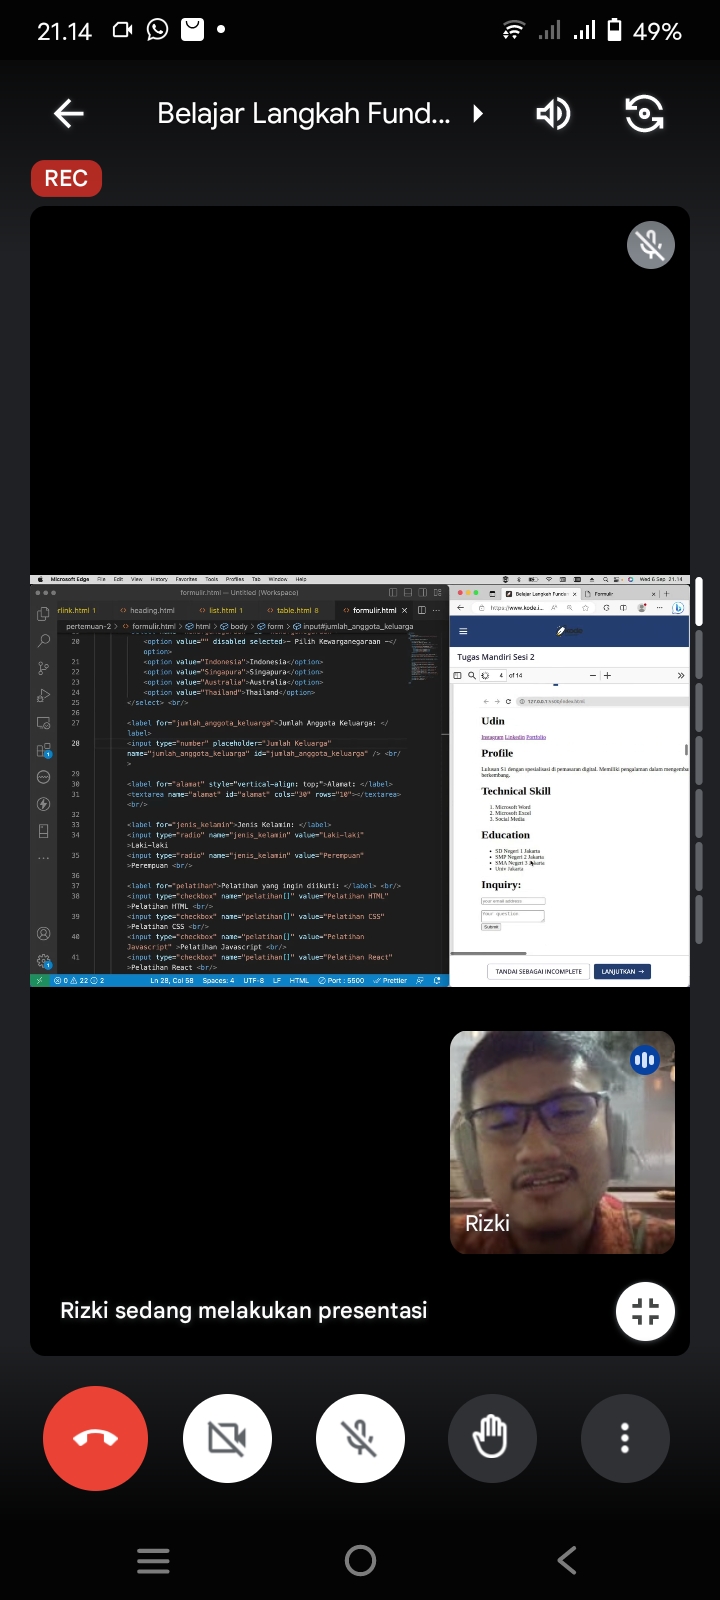 21.14
49%
Belajar Langkah Fund...
REC
Microsoft Edge File Edit View History Favorites Tools Profiles Tab Window Help
Wed 6 Sep 21.14
formulir.html — Untitled (Workspace)
rlink.html 1 heading.html list.html 1 table.html 8 formulir.html
pertemuan-2 > formulir.html > html > body > form > input#jumlah_anggota_keluarga
20 <option value="" disabled selected>- Pilih Kewarganegaraan -</
option>
21 <option value="Indonesia">Indonesia</option>
22 <option value="Singapura">Singapura</option>
23 <option value="Australia">Australia</option>
24 <option value="Thailand">Thailand</option>
25 </select> <br/>
26
27 <label for="jumlah_anggota_keluarga">Jumlah Anggota Keluarga: </
label>
28 <input type="number" placeholder="Jumlah Keluarga"
name="jumlah_anggota_keluarga" id="jumlah_anggota_keluarga" /> <br/
>
29
30 <label for="alamat" style="vertical-align: top;">Alamat: </label>
31 <textarea name="alamat" id="alamat" cols="30" rows="10"></textarea>
<br/>
32
33 <label for="jenis_kelamin">Jenis Kelamin: </label>
34 <input type="radio" name="jenis_kelamin" value="Laki-laki"
>Laki-laki
35 <input type="radio" name="jenis_kelamin" value="Perempuan"
>Perempuan <br/>
36
37 <label for="pelatihan">Pelatihan yang ingin diikuti: </label> <br/>
38 <input type="checkbox" name="pelatihan[]" value="Pelatihan HTML"
>Pelatihan HTML <br/>
39 <input type="checkbox" name="pelatihan[]" value="Pelatihan CSS"
>Pelatihan CSS <br/>
40 <input type="checkbox" name="pelatihan[]" value="Pelatihan
Javascript" >Pelatihan Javascript <br/>
41 <input type="checkbox" name="pelatihan[]" value="Pelatihan React"
>Pelatihan React <br/>
0 22 2 Ln 28, Col 58 Spaces: 4 UTF-8 LF HTML Port : 5500 Prettier
Belajar Langkah Funda
Formulir
https://www.kode.i...
Tugas Mandiri Sesi 2
4 of 14
Udin
Instagram Linkedin Portfolio
Profile
Lulusan S1 dengan spesialisasi di pemasaran digital. Memiliki pengalaman dalam mengemba
berkembang.
Technical Skill
1. Microsoft Word
2. Microsoft Excel
3. Social Media
Education
SD Negeri 1 Jakarta
SMP Negeri 2 Jakarta
SMA Negeri 3 Jakarta
Univ Jakarta
Inquiry:
your email address
Your question
Submit
TANDAI SEBAGAI INCOMPLETE
LANJUTKAN →
Rizki
Rizki sedang melakukan presentasi